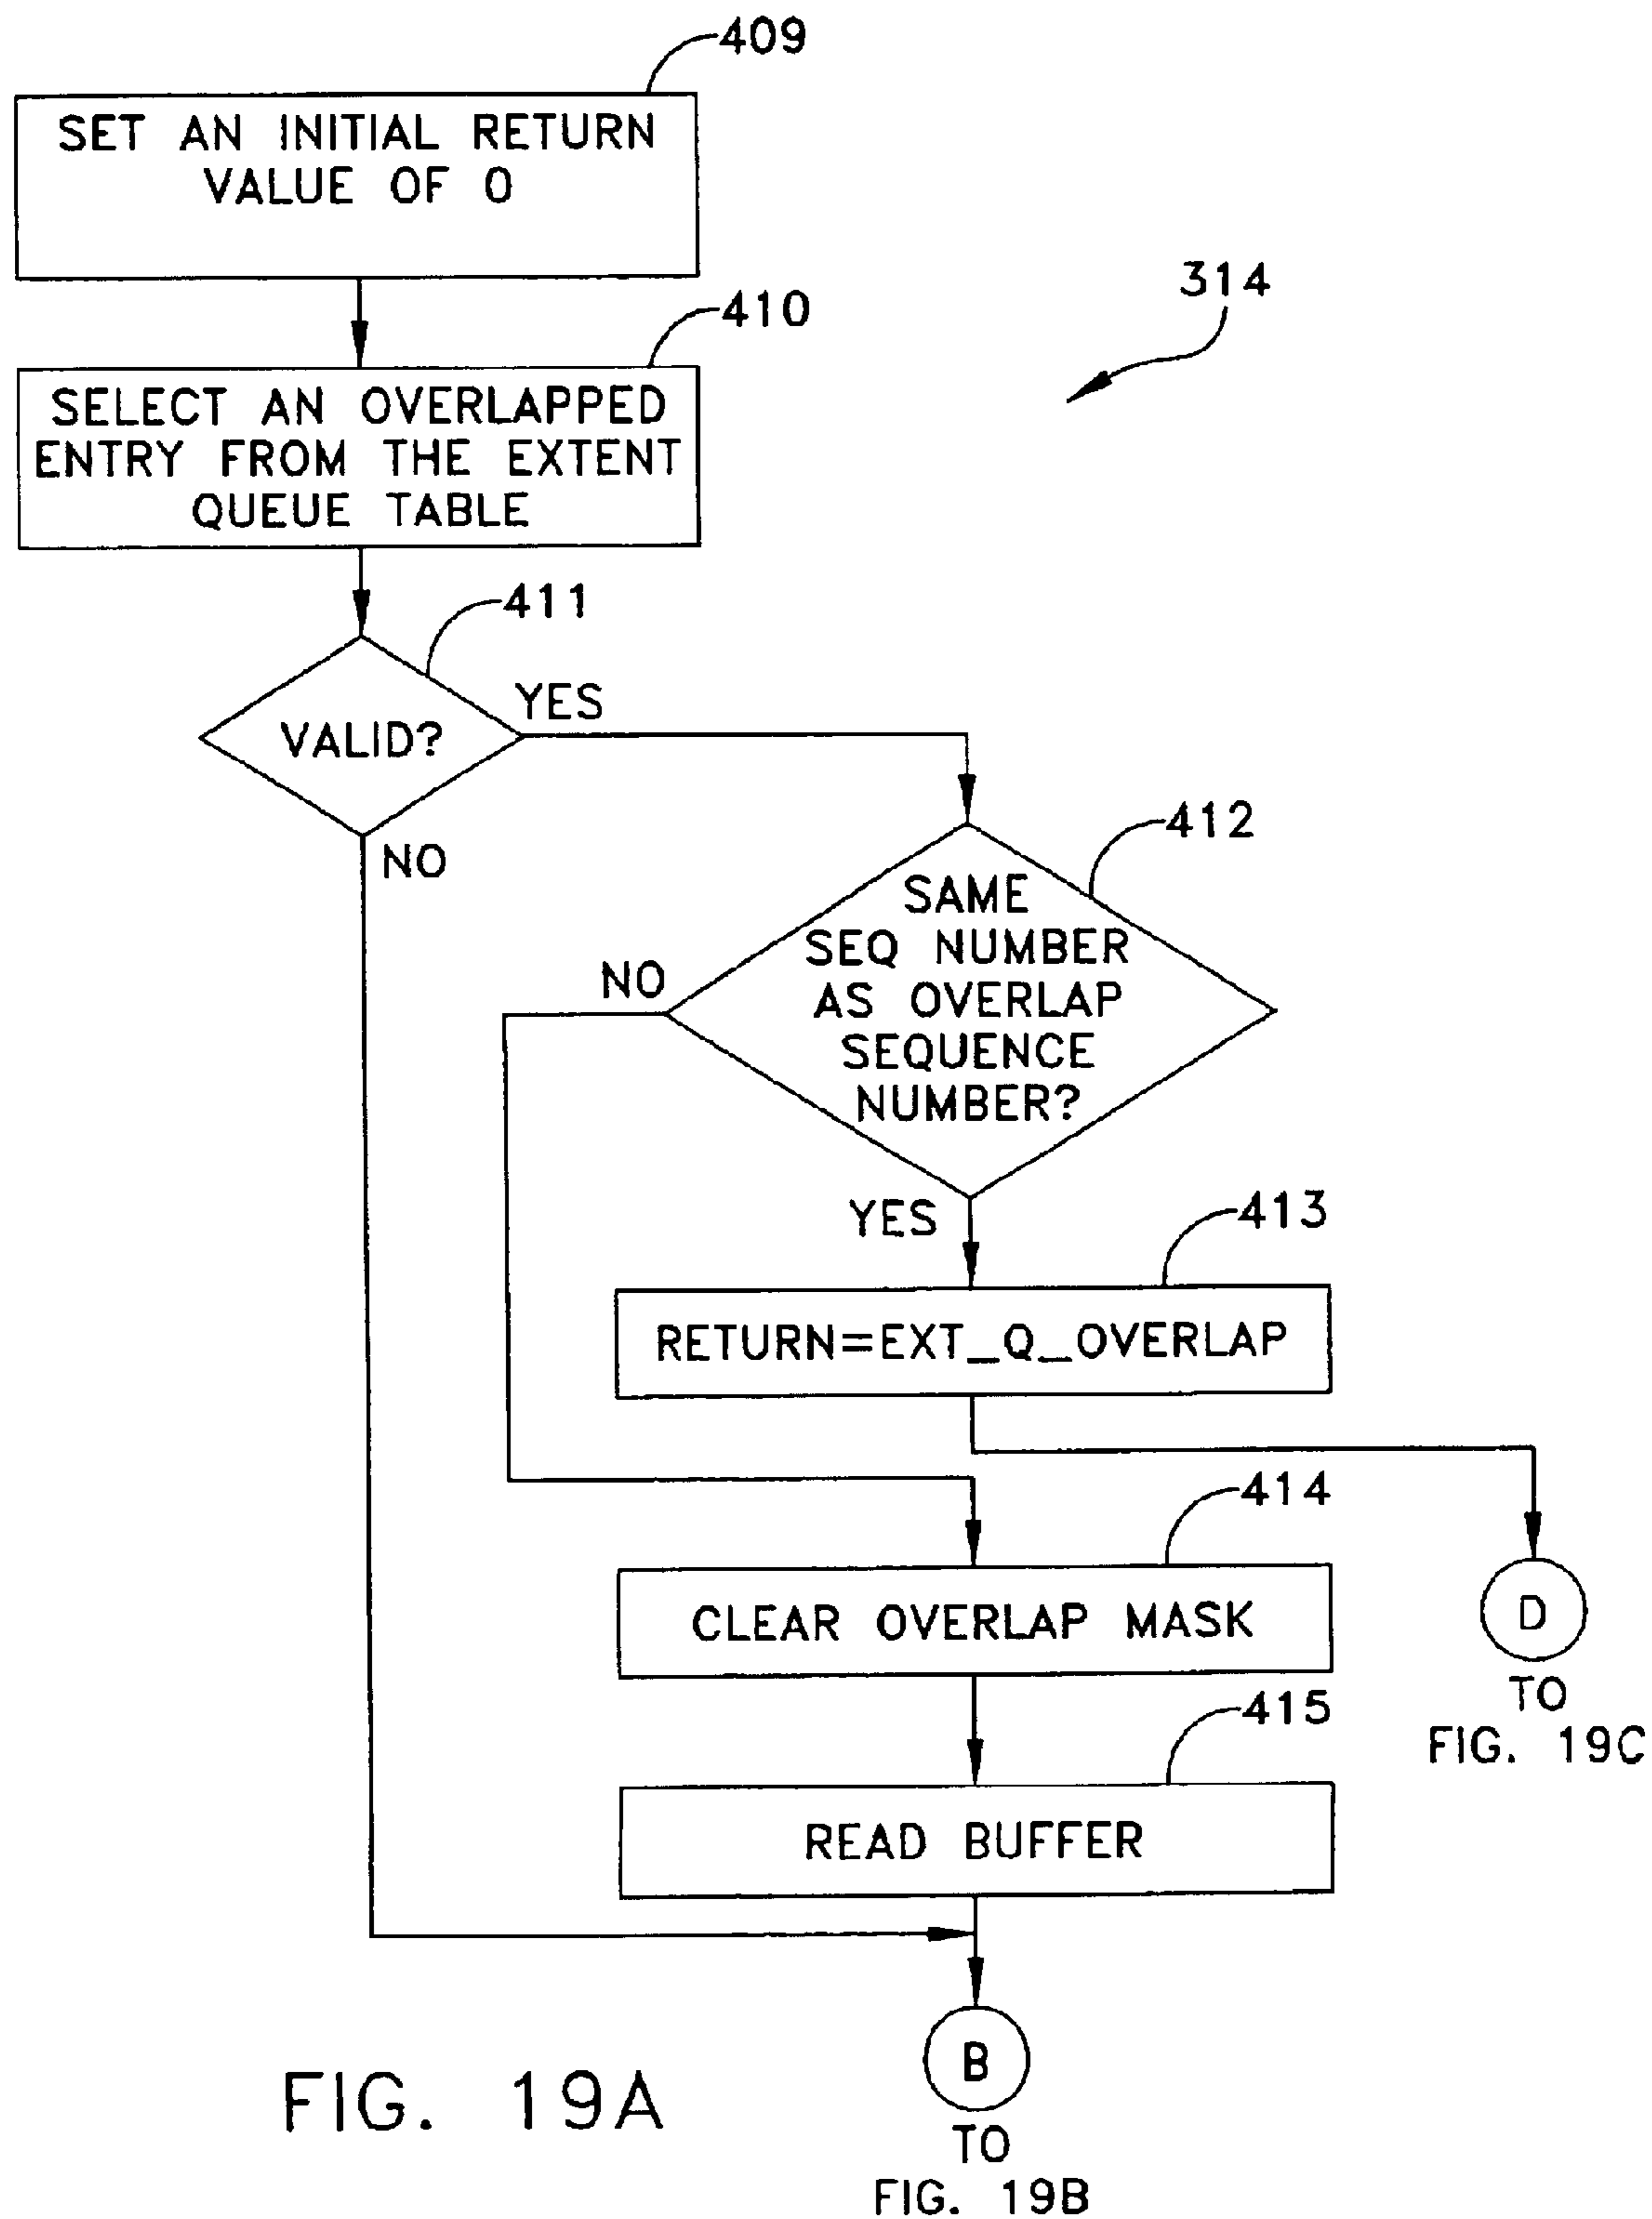 409
SET AN INITIAL RETURN
VALUE OF 0
314
410
SELECT AN OVERLAPPED
ENTRY FROM THE EXTENT
QUEUE TABLE
411
VALID?
YES
NO
412
SAME
SEQ NUMBER
AS OVERLAP
SEQUENCE
NUMBER?
NO
YES
413
RETURN=EXT_Q_OVERLAP
414
CLEAR OVERLAP MASK
D
TO
FIG. 19C
415
READ BUFFER
B
TO
FIG. 19B
FIG. 19A